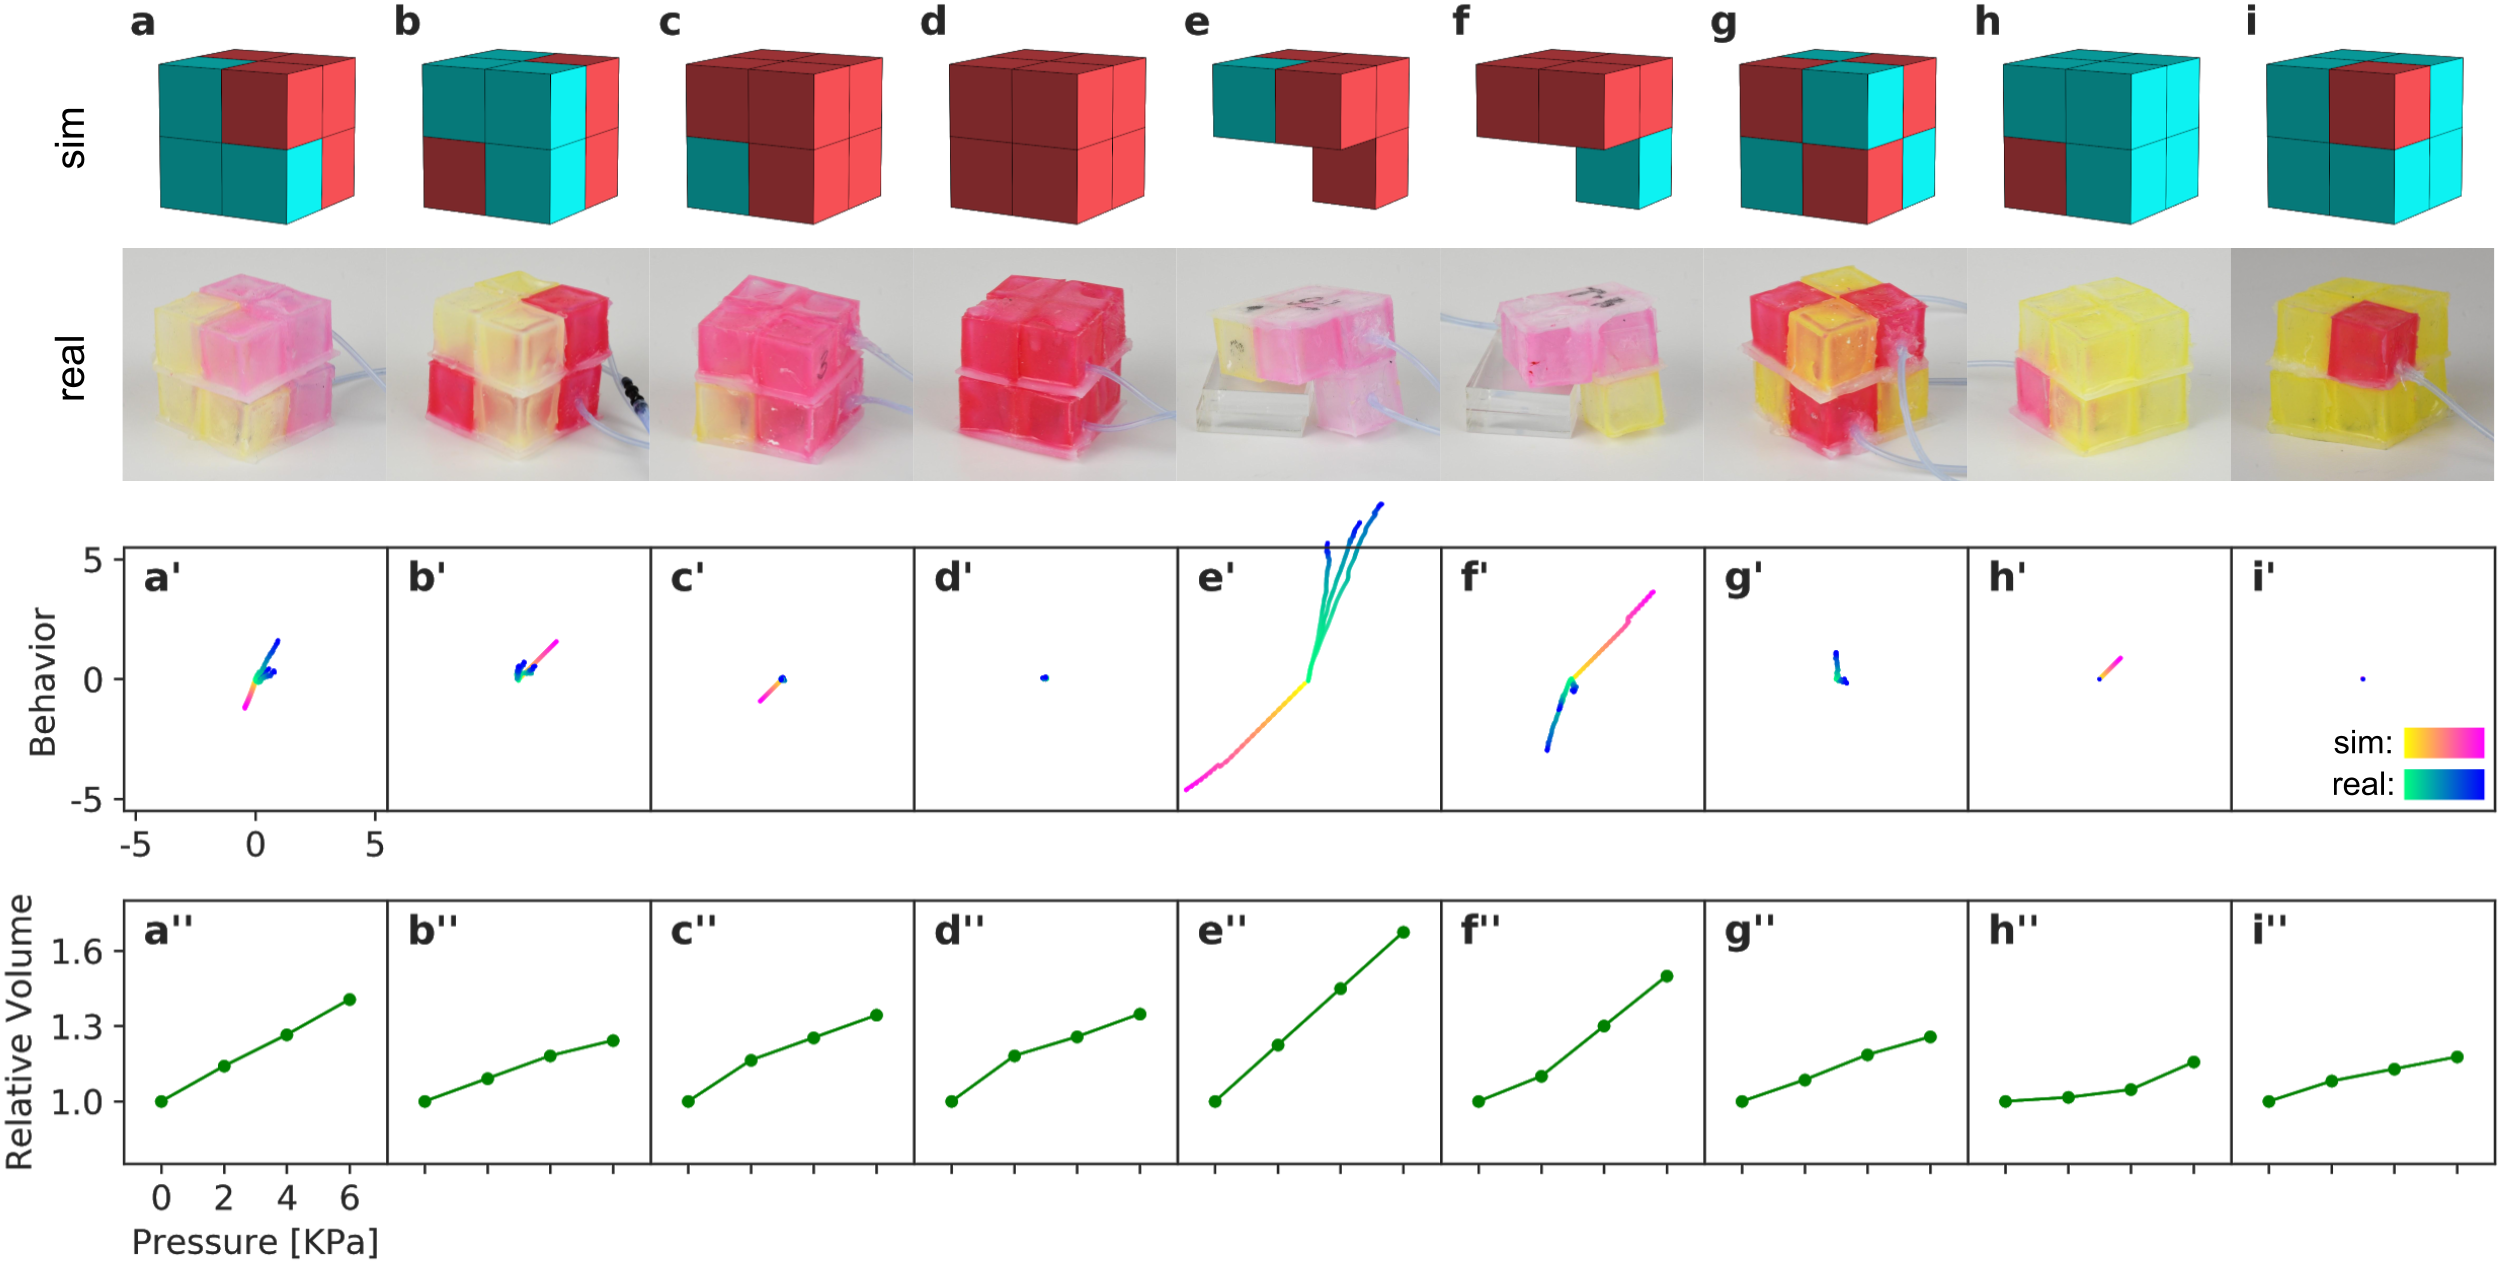 a b c d e f g h i
sim
real
Behavior
5
0
-5
a' b' c' d' e' f' g' h' i'
sim:
real:
-5 0 5
Relative Volume
1.6
1.3
1.0
a'' b'' c'' d'' e'' f'' g'' h'' i''
0 2 4 6
Pressure [KPa]